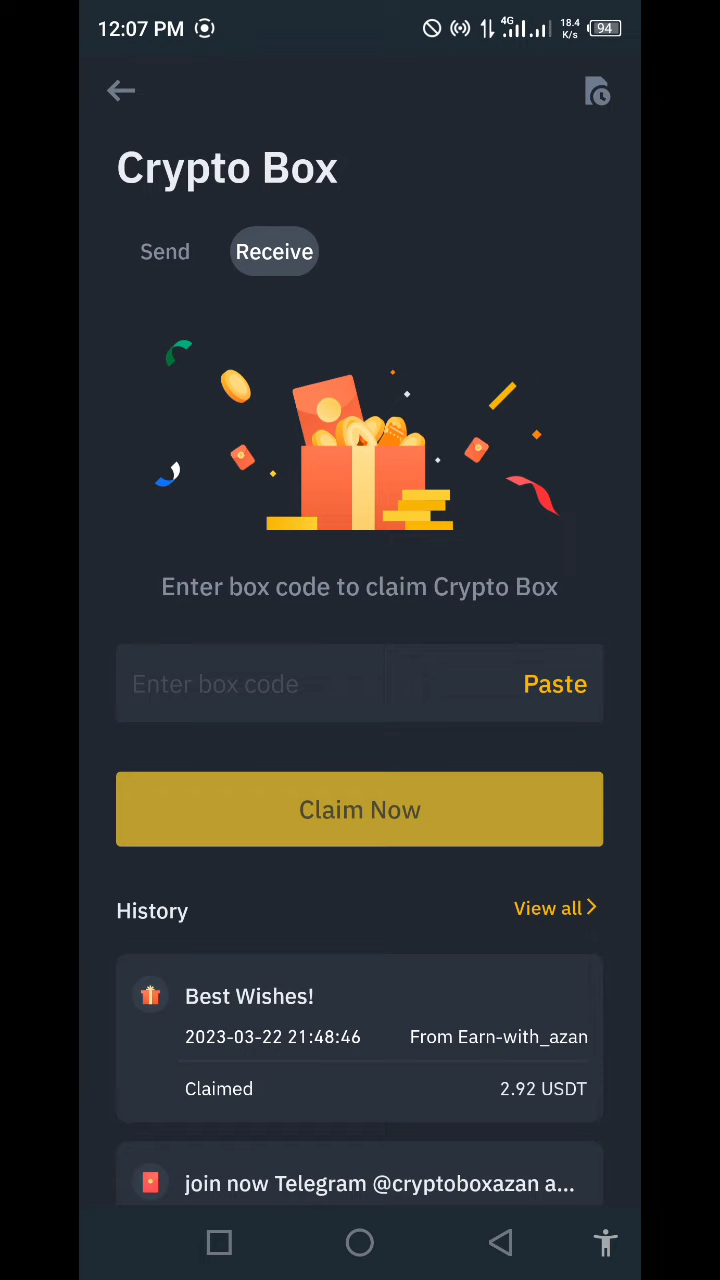 12:07 PM 4G 18.4 K/s 94
Crypto Box
Send Receive
Enter box code to claim Crypto Box
Enter box code Paste
Claim Now
History View all
Best Wishes!
2023-03-22 21:48:46 From Earn-with_azan
Claimed 2.92 USDT
join now Telegram @cryptoboxazan a...